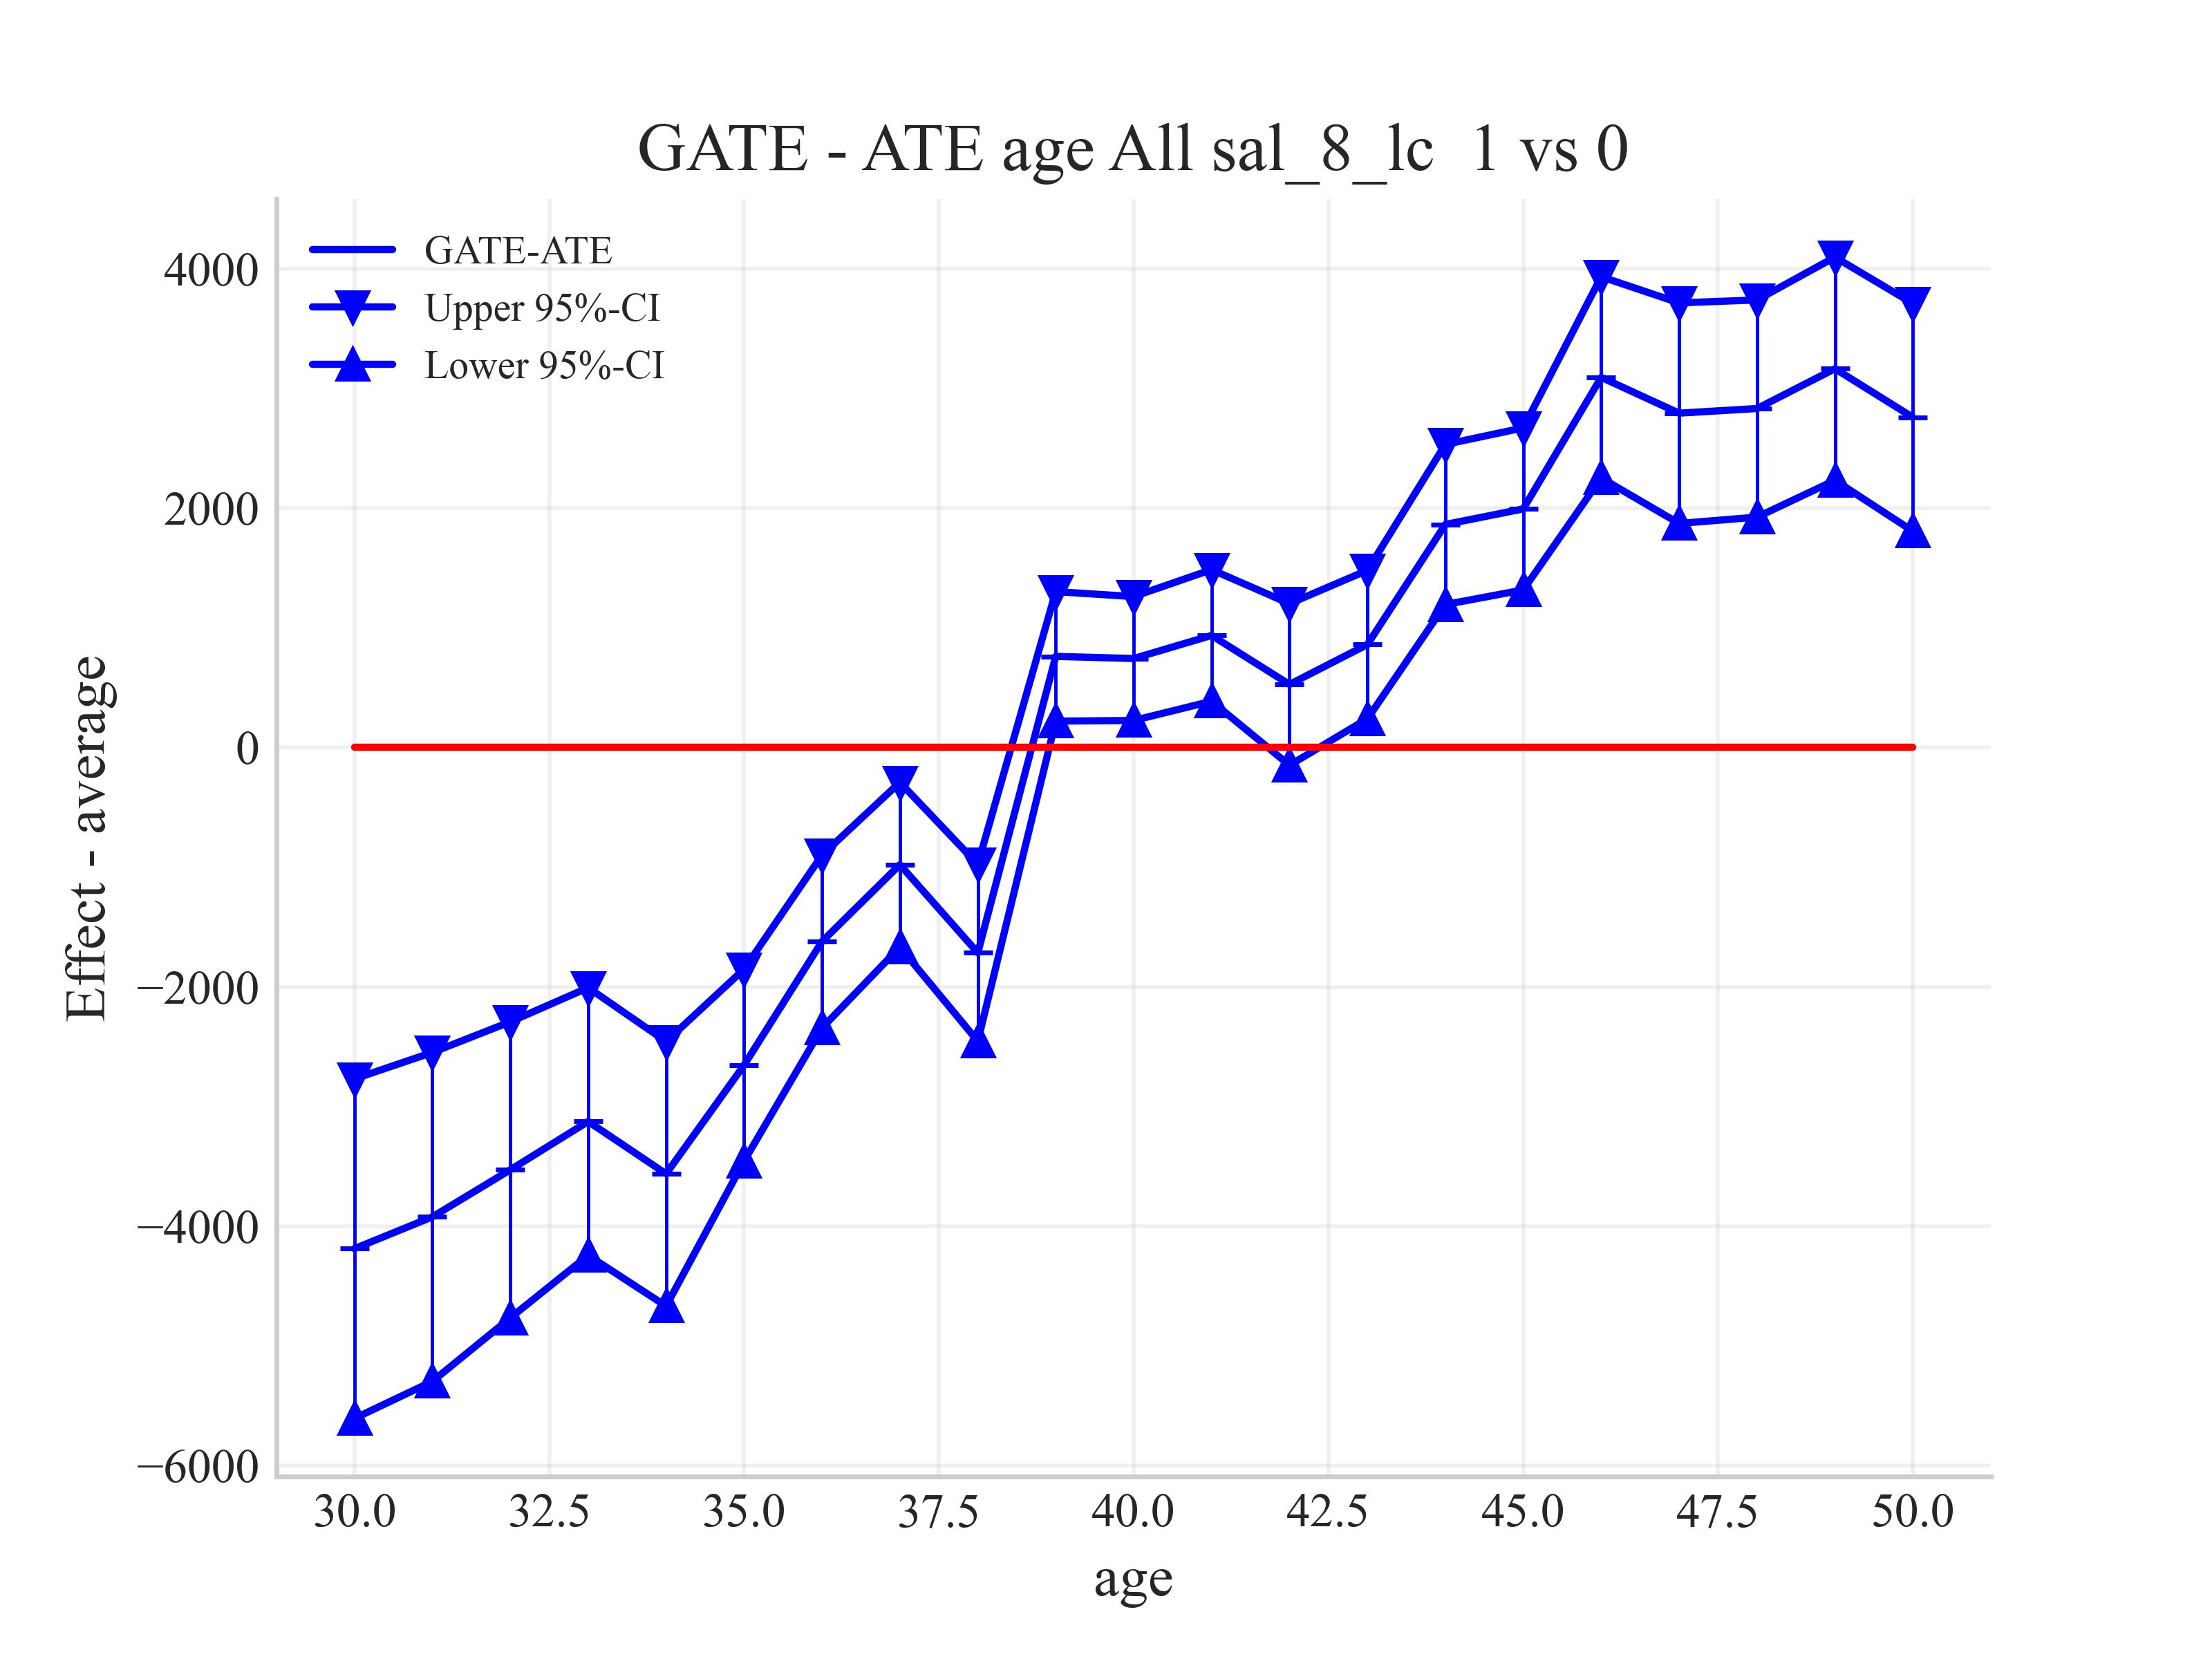 GATE - ATE age All sal_8_lc  1 vs 0
GATE-ATE
Upper 95%-CI
Lower 95%-CI
4000
2000
0
−2000
−4000
−6000
Effect - average
30.0 32.5 35.0 37.5 40.0 42.5 45.0 47.5 50.0
age